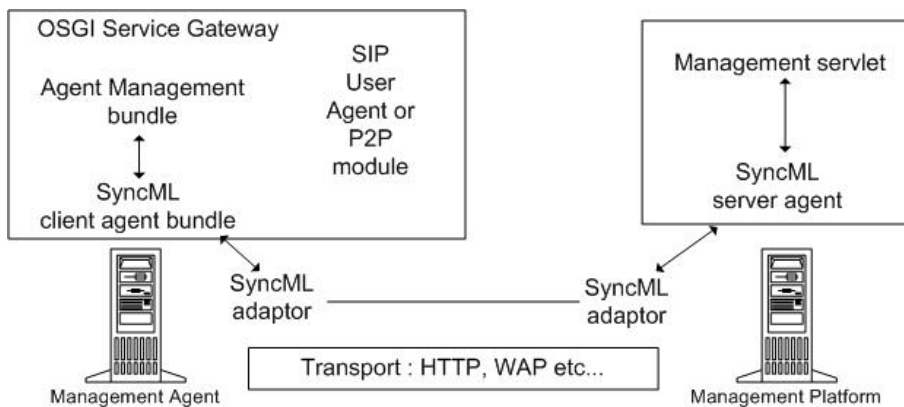 OSGI Service Gateway
SIP
User
Agent or
P2P
module
Agent Management
bundle
SyncML
client agent bundle
Management servlet
SyncML
server agent
SyncML
adaptor
SyncML
adaptor
Transport : HTTP, WAP etc...
Management Agent
Management Platform